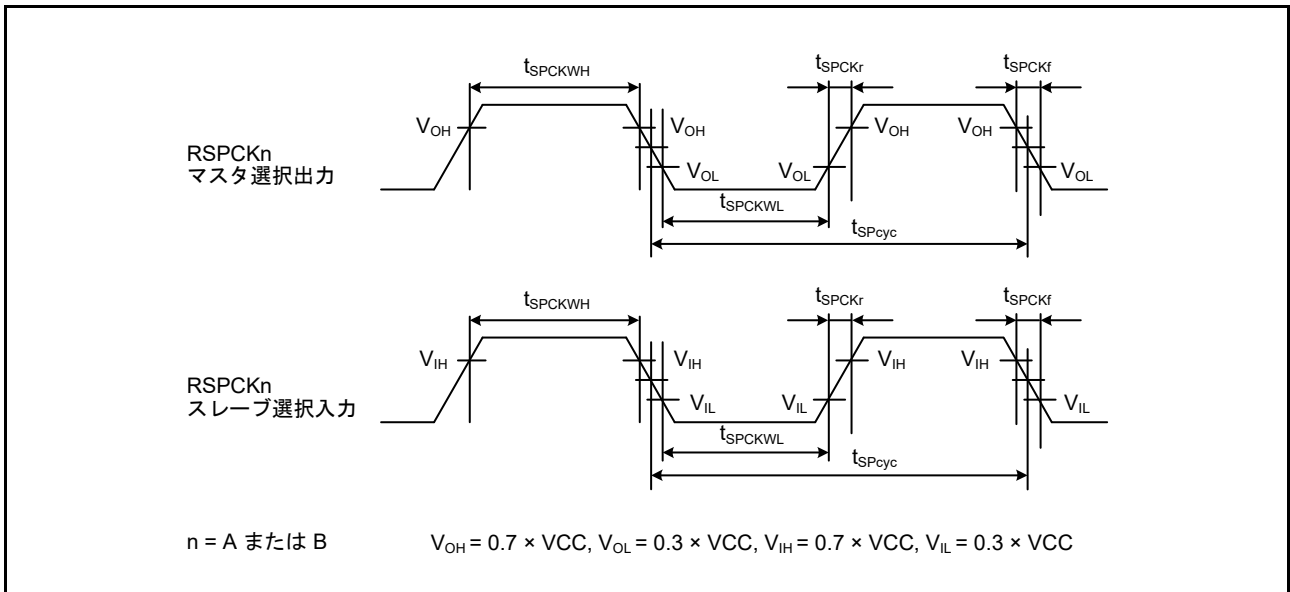 tSPCKWH
tSPCKr
tSPCKf
VOH
VOH
VOH
VOH
RSPCKn
マスタ選択出力
VOL
VOL
VOL
tSPCKWL
tSPcyc
tSPCKWH
tSPCKr
tSPCKf
VIH
VIH
VIH
VIH
RSPCKn
スレーブ選択入力
VIL
VIL
VIL
tSPCKWL
tSPcyc
n = A または B
VOH = 0.7 × VCC, VOL = 0.3 × VCC, VIH = 0.7 × VCC, VIL = 0.3 × VCC